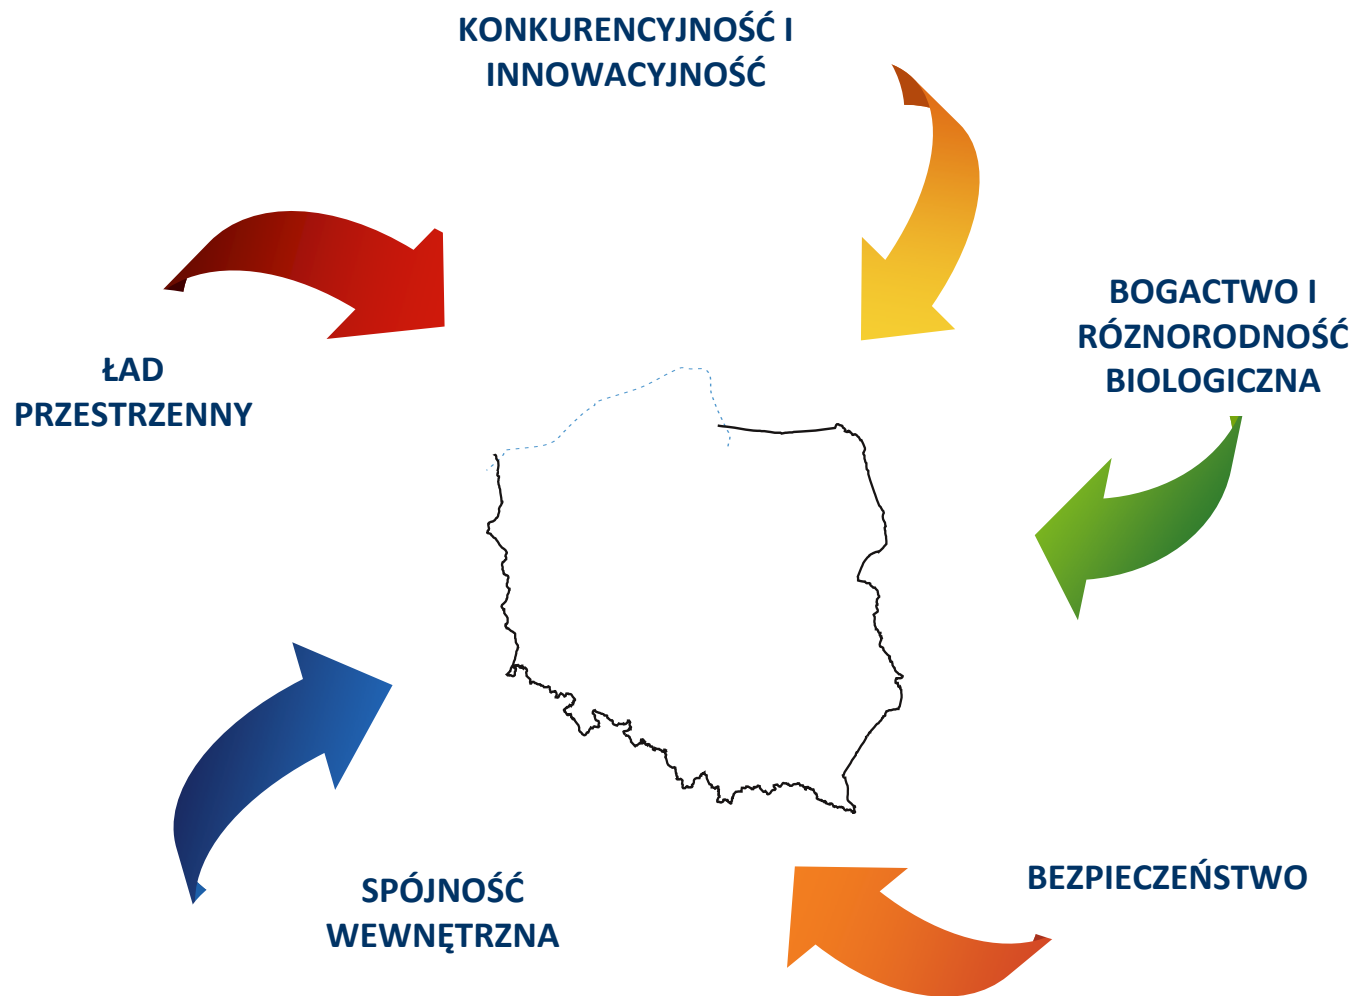 KONKURENCYJNOŚĆ I
INNOWACYJNOŚĆ
BOGACTWO I
RÓZNORODNOŚĆ
BIOLOGICZNA
ŁAD
PRZESTRZENNY
BEZPIECZEŃSTWO
SPÓJNOŚĆ
WEWNĘTRZNA